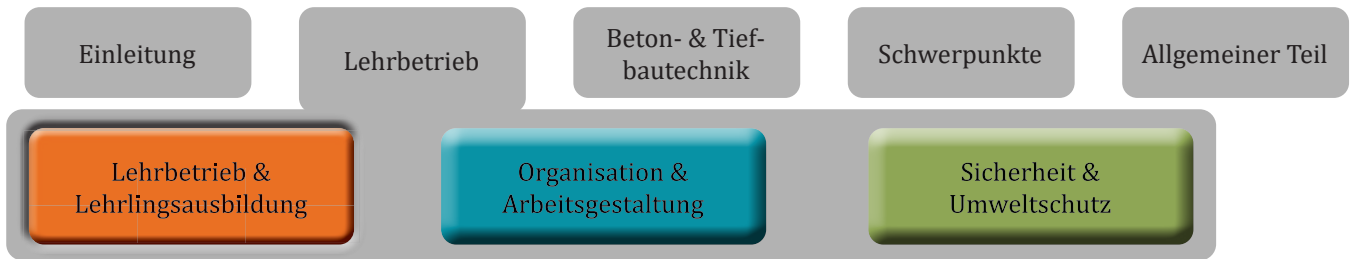 Einleitung
Lehrbetrieb
Beton- & Tief-
bautechnik
Schwerpunkte
Allgemeiner Teil
Lehrbetrieb &
Lehrlingsausbildung
Organisation &
Arbeitsgestaltung
Sicherheit &
Umweltschutz